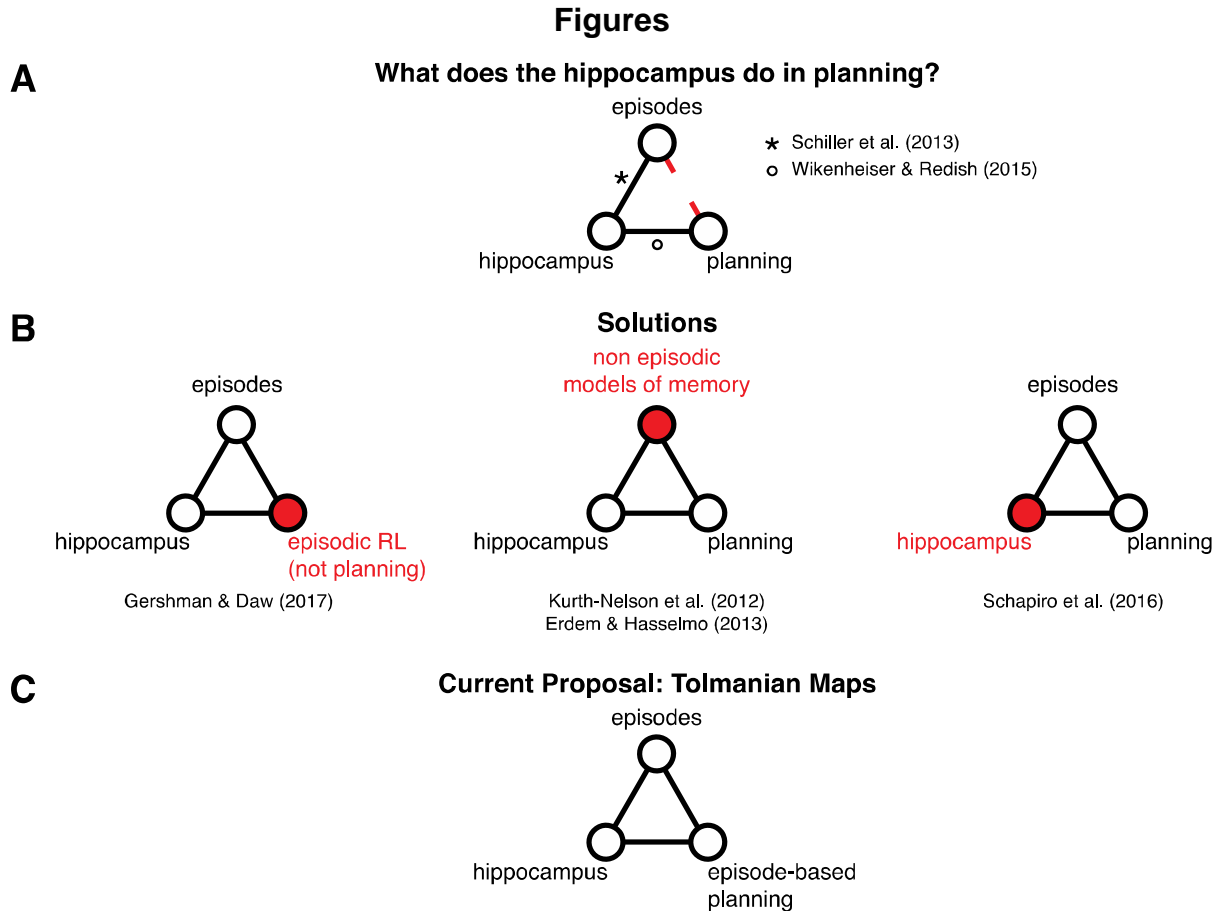 Figures
A
What does the hippocampus do in planning?
episodes
* Schiller et al. (2013)
Wikenheiser & Redish (2015)
*
hippocampus
planning
B
Solutions
non episodic
models of memory
episodes
episodes
hippocampus
episodic RL
(not planning)
hippocampus
planning
hippocampus
planning
Gershman & Daw (2017)
Kurth-Nelson et al. (2012)
Erdem & Hasselmo (2013)
Schapiro et al. (2016)
C
Current Proposal: Tolmanian Maps
episodes
hippocampus
episode-based
planning